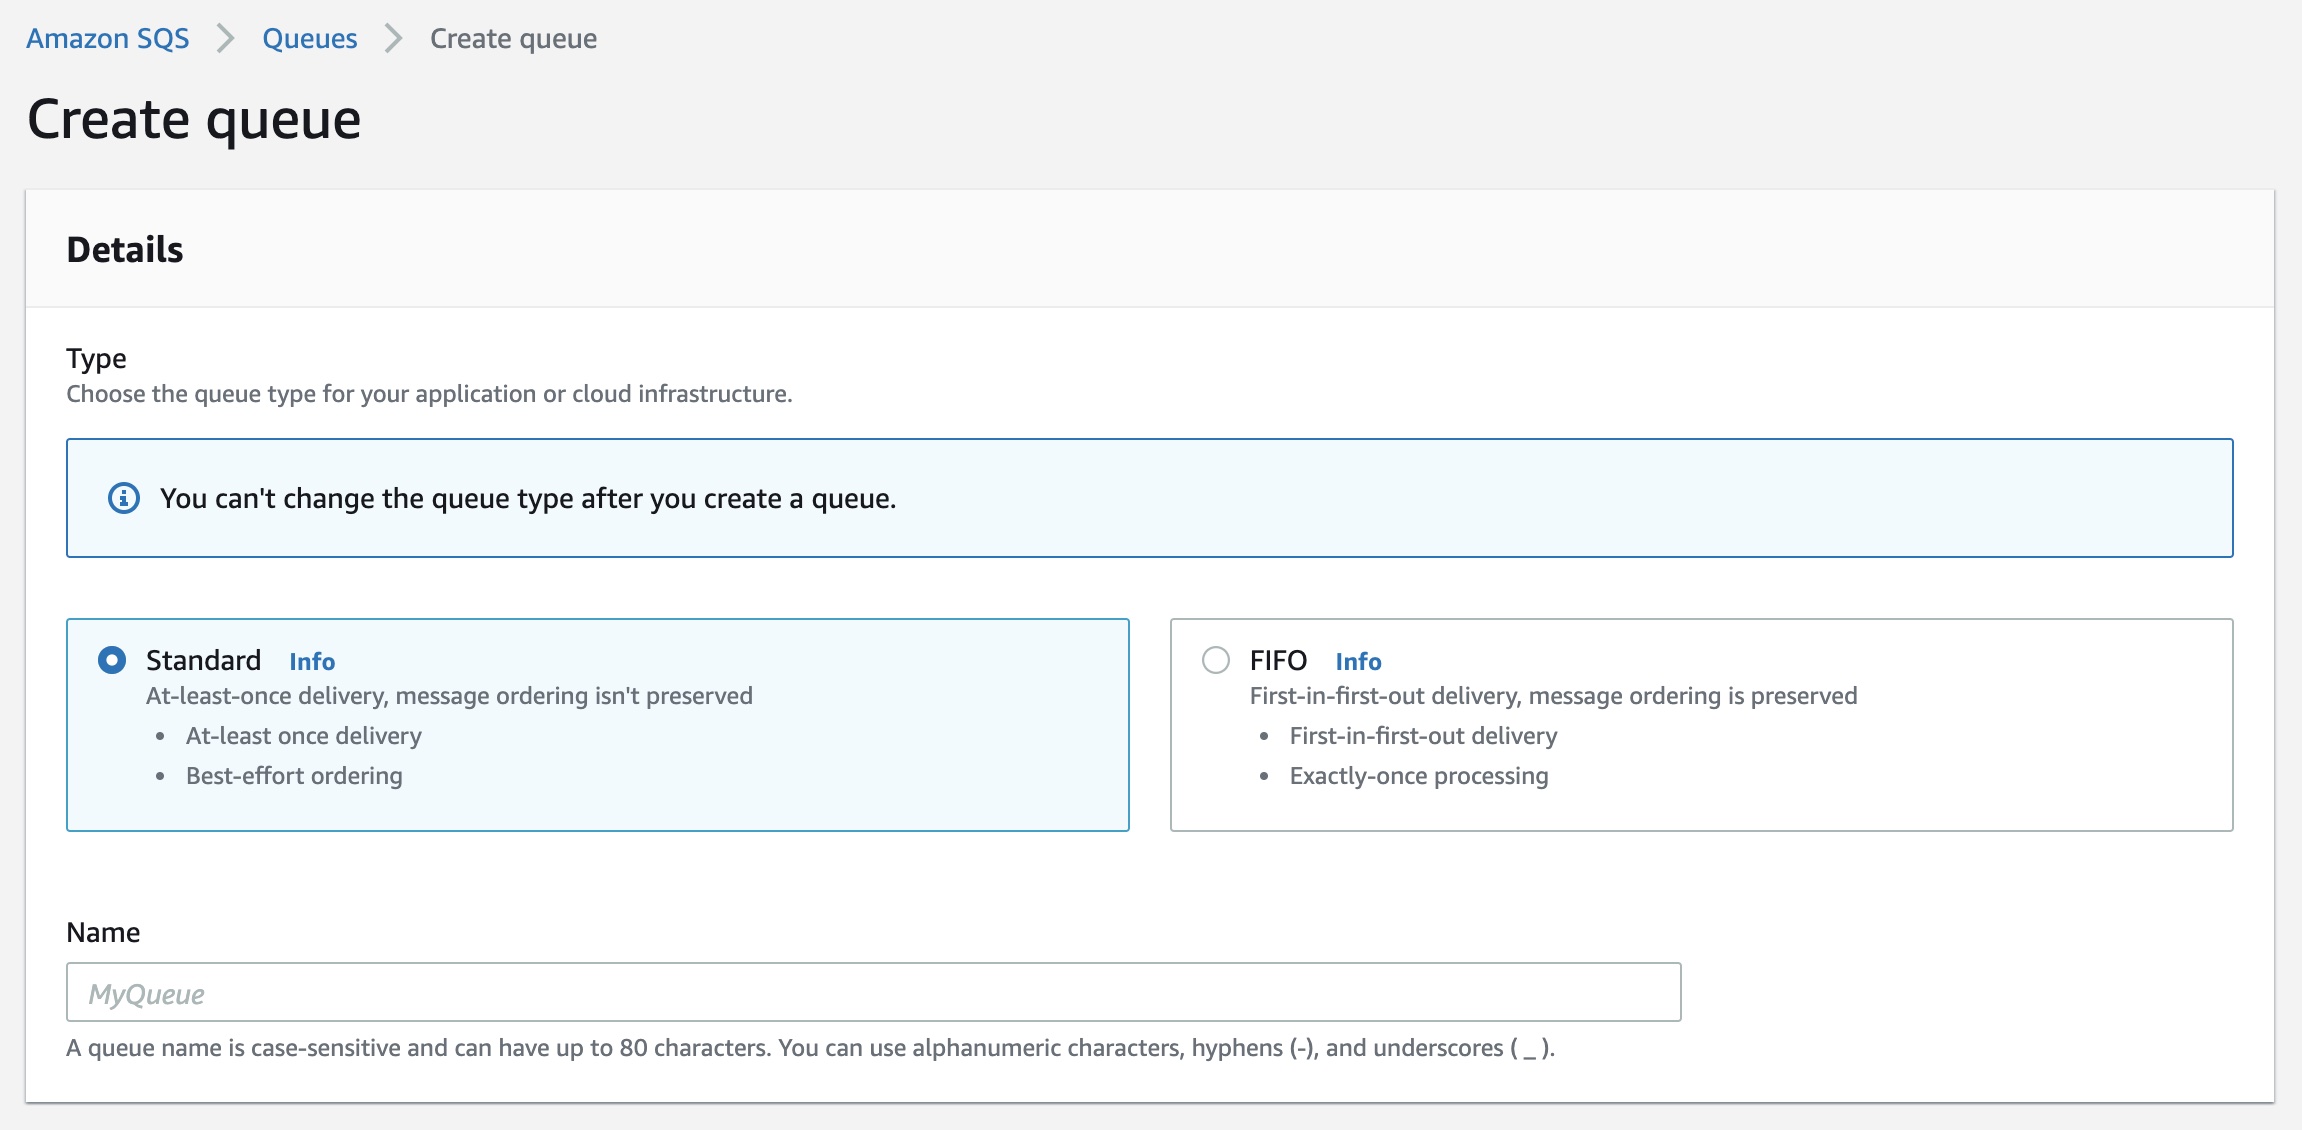 Amazon SQS > Queues > Create queue
Create queue
Details
Type
Choose the queue type for your application or cloud infrastructure.
You can't change the queue type after you create a queue.
Standard Info
At-least-once delivery, message ordering isn't preserved
• At-least once delivery
• Best-effort ordering
FIFO Info
First-in-first-out delivery, message ordering is preserved
• First-in-first-out delivery
• Exactly-once processing
Name
MyQueue
A queue name is case-sensitive and can have up to 80 characters. You can use alphanumeric characters, hyphens (-), and underscores ( _ ).